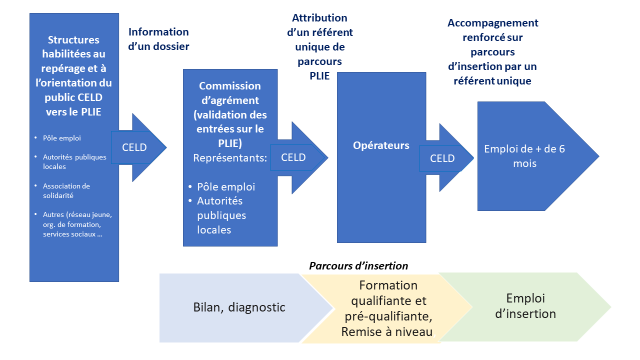 Structures
habilitées au
repérage et à
l'orientation du
public CELD
vers le PLIE
• Pôle emploi
• Autorités publiques
locales
• Association de
solidarité
• Autres (réseau jeune,
org. de formation,
services sociaux ...
Information
d'un dossier
CELD
Commission
d'agrément
(validation des
entrées sur le
PLIE)
Représentants:
• Pôle emploi
• Autorités
publiques
locales
Attribution
d'un référent
unique de
parcours
PLIE
CELD
Opérateurs
Accompagnement
renforcé sur
parcours
d'insertion par un
référent unique
CELD
Emploi de + de 6
mois
Parcours d'insertion
Bilan, diagnostic
Formation
qualifiante et
pré-qualifiante,
Remise à niveau
Emploi
d'insertion